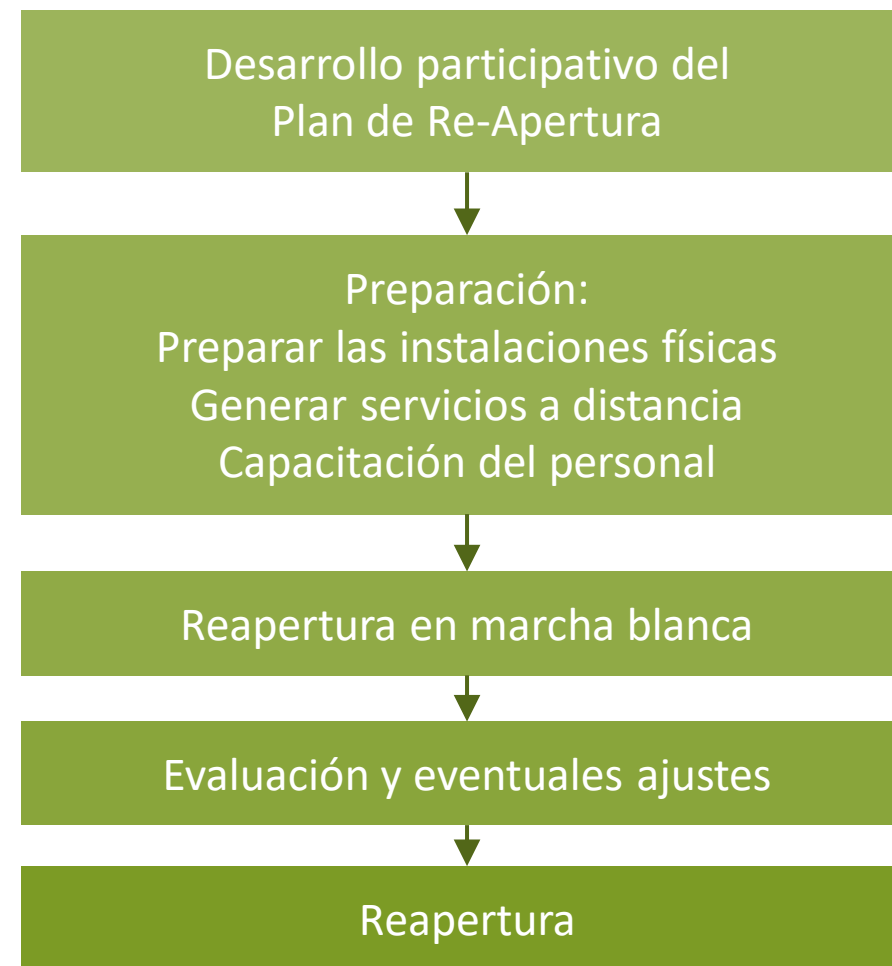 Desarrollo participativo del
Plan de Re-Apertura
Preparación:
Preparar las instalaciones físicas
Generar servicios a distancia
Capacitación del personal
Reapertura en marcha blanca
Evaluación y eventuales ajustes
Reapertura